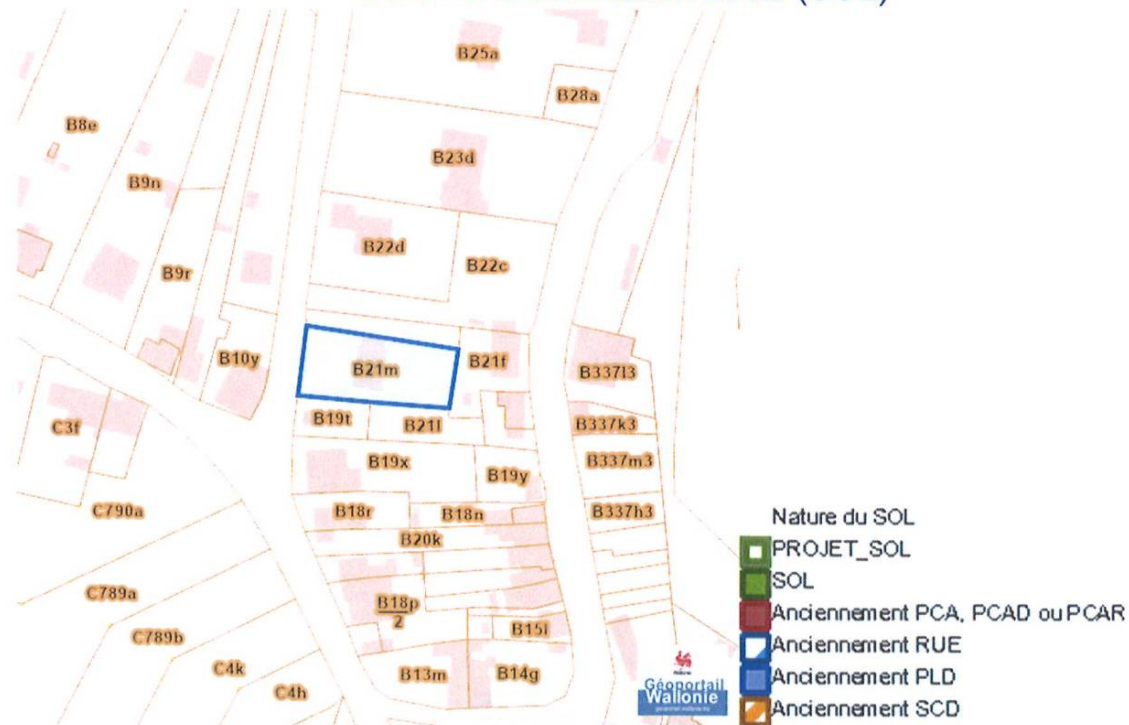 B25a
B28a
B8e
B23d
B9n
B22d
B22c
B9r
B10y
B21m
B21f
B337l3
B19t
B21l
C3f
B337k3
B19x
B19y
B337m3
C790a
B18r
B18n
B337h3
B20k
C789a
B18p
2
B15i
C789b
C4k
B13m
B14g
C4h
Géoportail
Wallonie
Nature du SOL
PROJET_SOL
SOL
Anciennement PCA, PCAD ou PCAR
Anciennement RUE
Anciennement PLD
Anciennement SCD